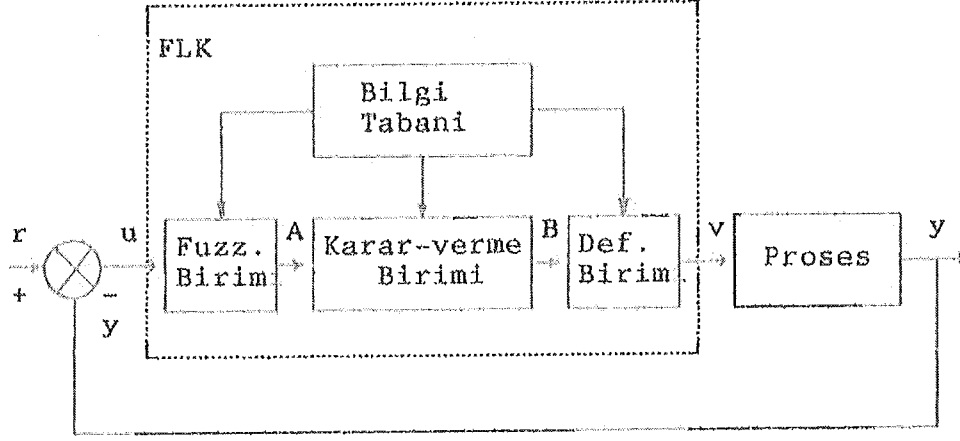 FLK
Bilgi
Tabani
r
+
-
y
u
Fuzz.
Birim
A
Karar-verme
Birimi
B
Def.
Birim
v
Proses
y